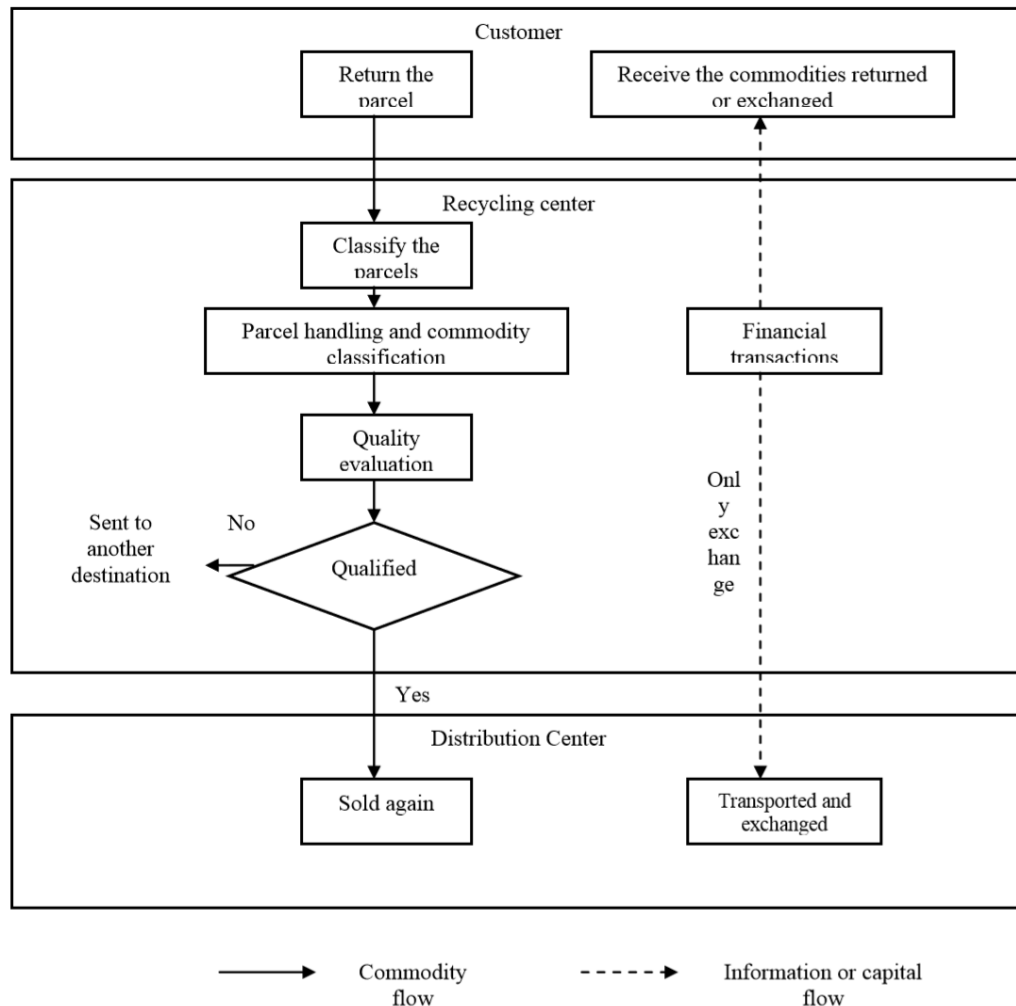 Customer
Return the
parcel
Receive the commodities returned
or exchanged
Recycling center
Classify the
parcels
Parcel handling and commodity
classification
Financial
transactions
Quality
evaluation
Onl
y
exc
han
ge
Sent to
another
destination
No
Qualified
Yes
Distribution Center
Sold again
Transported and
exchanged
Commodity
flow
Information or capital
flow